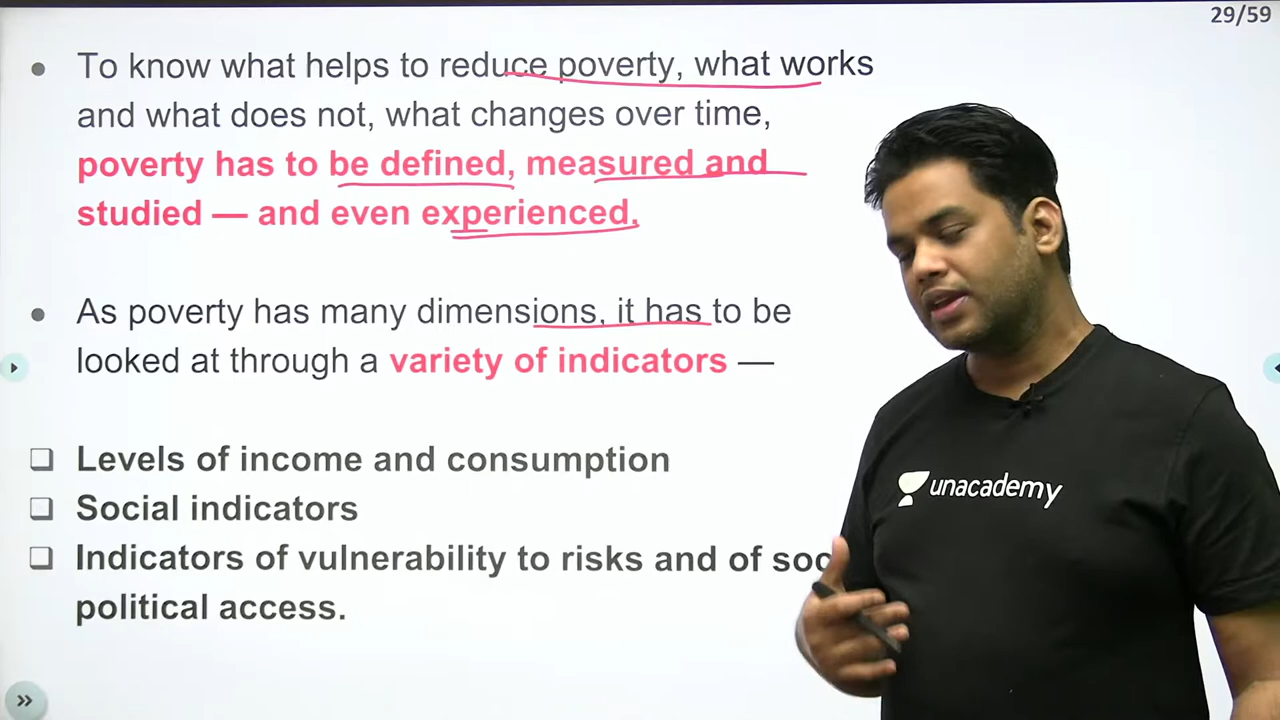 29/59
● To know what helps to reduce poverty, what works
and what does not, what changes over time,
poverty has to be defined, measured and
studied — and even experienced.
● As poverty has many dimensions, it has to be
looked at through a variety of indicators —
❑ Levels of income and consumption
❑ Social indicators
❑ Indicators of vulnerability to risks and of
political access.
unacademy